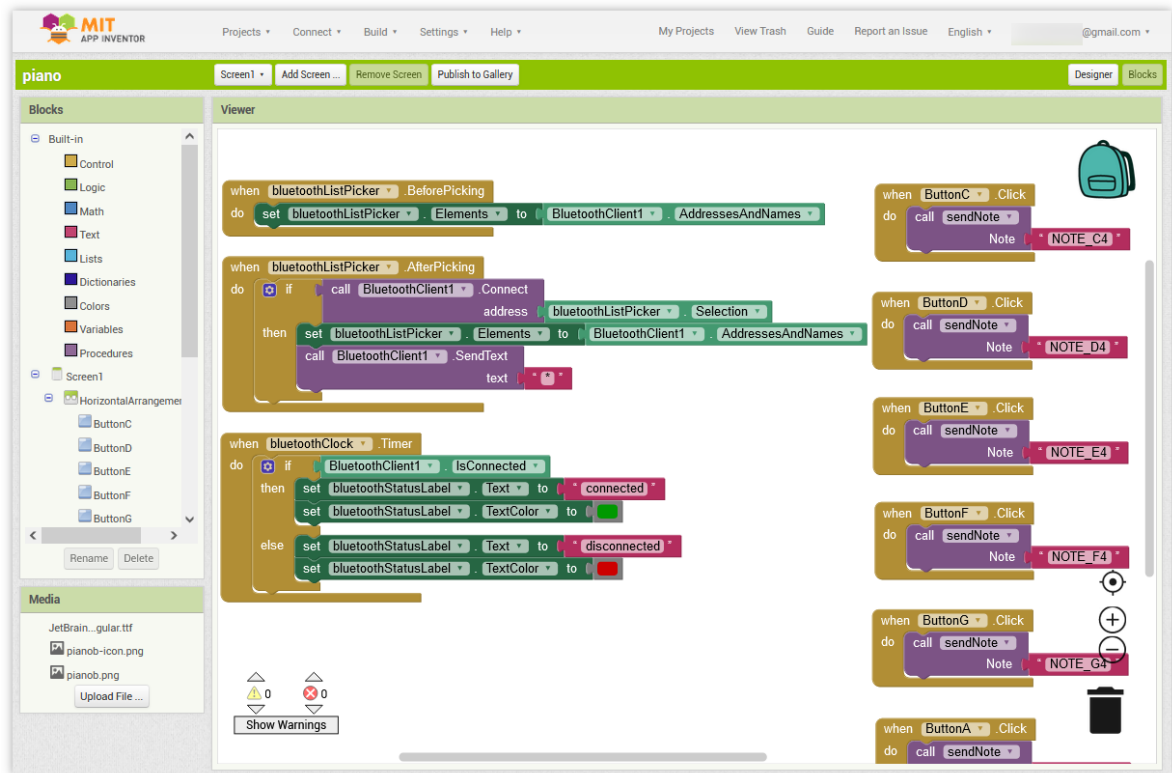 MIT
APP INVENTOR
Projects Connect Build Settings Help My Projects View Trash Guide Report an Issue English @gmail.com
piano
Screen1 Add Screen ... Remove Screen Publish to Gallery Designer Blocks
Blocks
Built-in
Control
Logic
Math
Text
Lists
Dictionaries
Colors
Variables
Procedures
Screen1
HorizontalArrangemen
ButtonC
ButtonD
ButtonE
ButtonF
ButtonG
Rename Delete
Media
JetBrain...gular.ttf
pianob-icon.png
pianob.png
Upload File ...
Viewer
when bluetoothListPicker .BeforePicking
do set bluetoothListPicker . Elements to BluetoothClient1 . AddressesAndNames
when bluetoothListPicker .AfterPicking
do if call BluetoothClient1 .Connect
address bluetoothListPicker . Selection
then set bluetoothListPicker . Elements to BluetoothClient1 . AddressesAndNames
call BluetoothClient1 .SendText
text " * "
when bluetoothClock .Timer
do if BluetoothClient1 . IsConnected
then set bluetoothStatusLabel . Text to " connected "
set bluetoothStatusLabel . TextColor to
else set bluetoothStatusLabel . Text to " disconnected "
set bluetoothStatusLabel . TextColor to
0 0
Show Warnings
when ButtonC .Click
do call sendNote
Note " NOTE_C4 "
when ButtonD .Click
do call sendNote
Note " NOTE_D4 "
when ButtonE .Click
do call sendNote
Note " NOTE_E4 "
when ButtonF .Click
do call sendNote
Note " NOTE_F4 "
when ButtonG .Click
do call sendNote
Note " NOTE_G4 "
when ButtonA .Click
do call sendNote